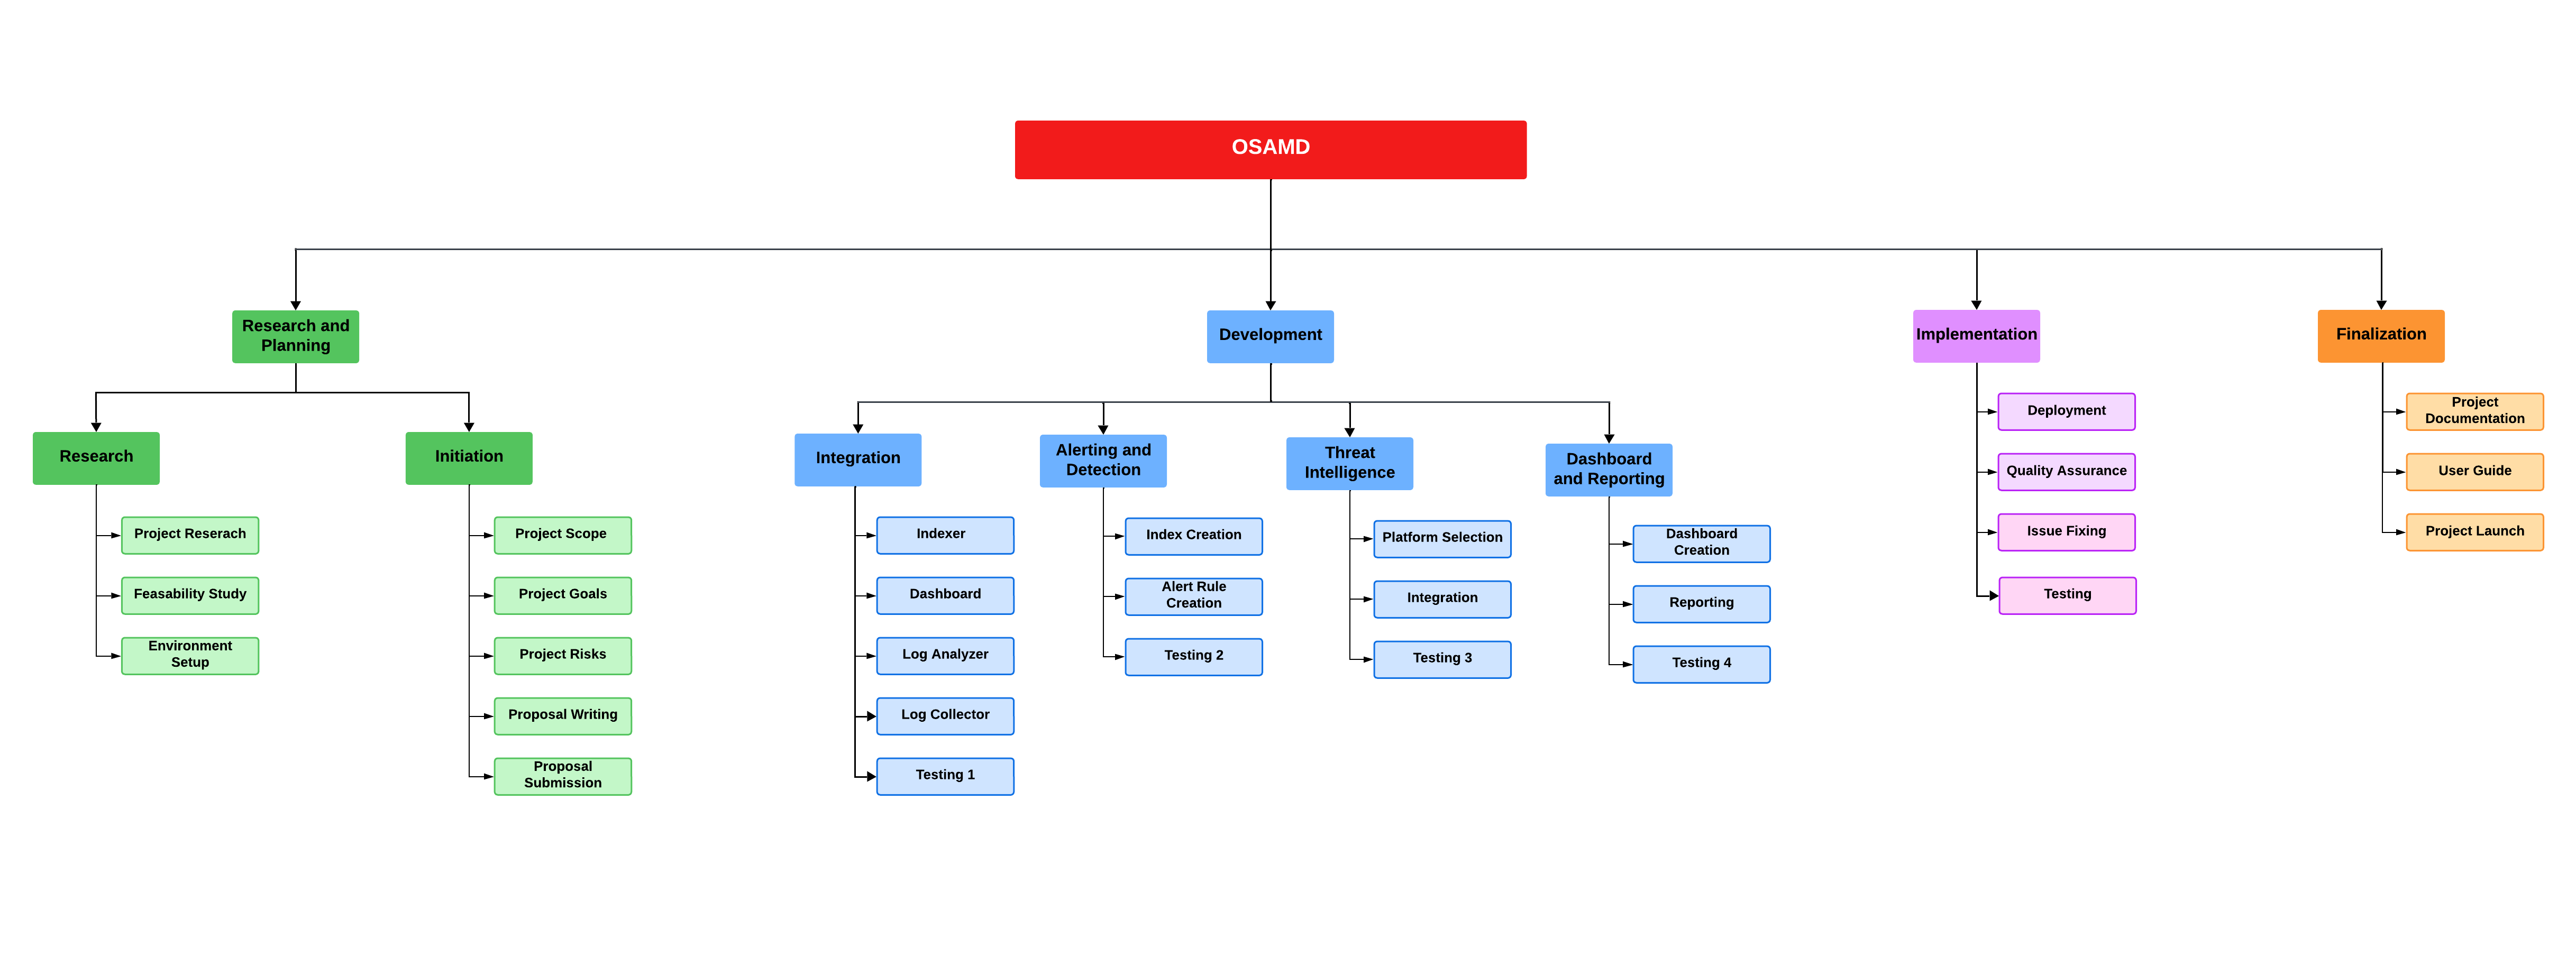 OSAMD
Research and
Planning
Development
Implementation
Finalization
Research
Project Reserach
Feasability Study
Environment
Setup
Initiation
Project Scope
Project Goals
Project Risks
Proposal Writing
Proposal
Submission
Integration
Indexer
Dashboard
Log Analyzer
Log Collector
Testing 1
Alerting and
Detection
Index Creation
Alert Rule
Creation
Testing 2
Threat
Intelligence
Platform Selection
Integration
Testing 3
Dashboard
and Reporting
Dashboard
Creation
Reporting
Testing 4
Deployment
Quality Assurance
Issue Fixing
Testing
Project
Documentation
User Guide
Project Launch